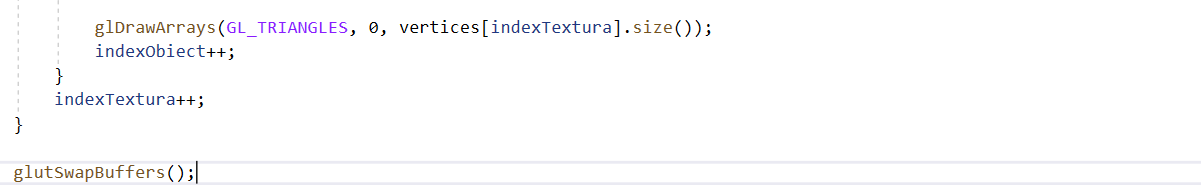 glDrawArrays(GL_TRIANGLES, 0, vertices[indexTextura].size());
indexObiect++;
}
indexTextura++;
}
glutSwapBuffers();